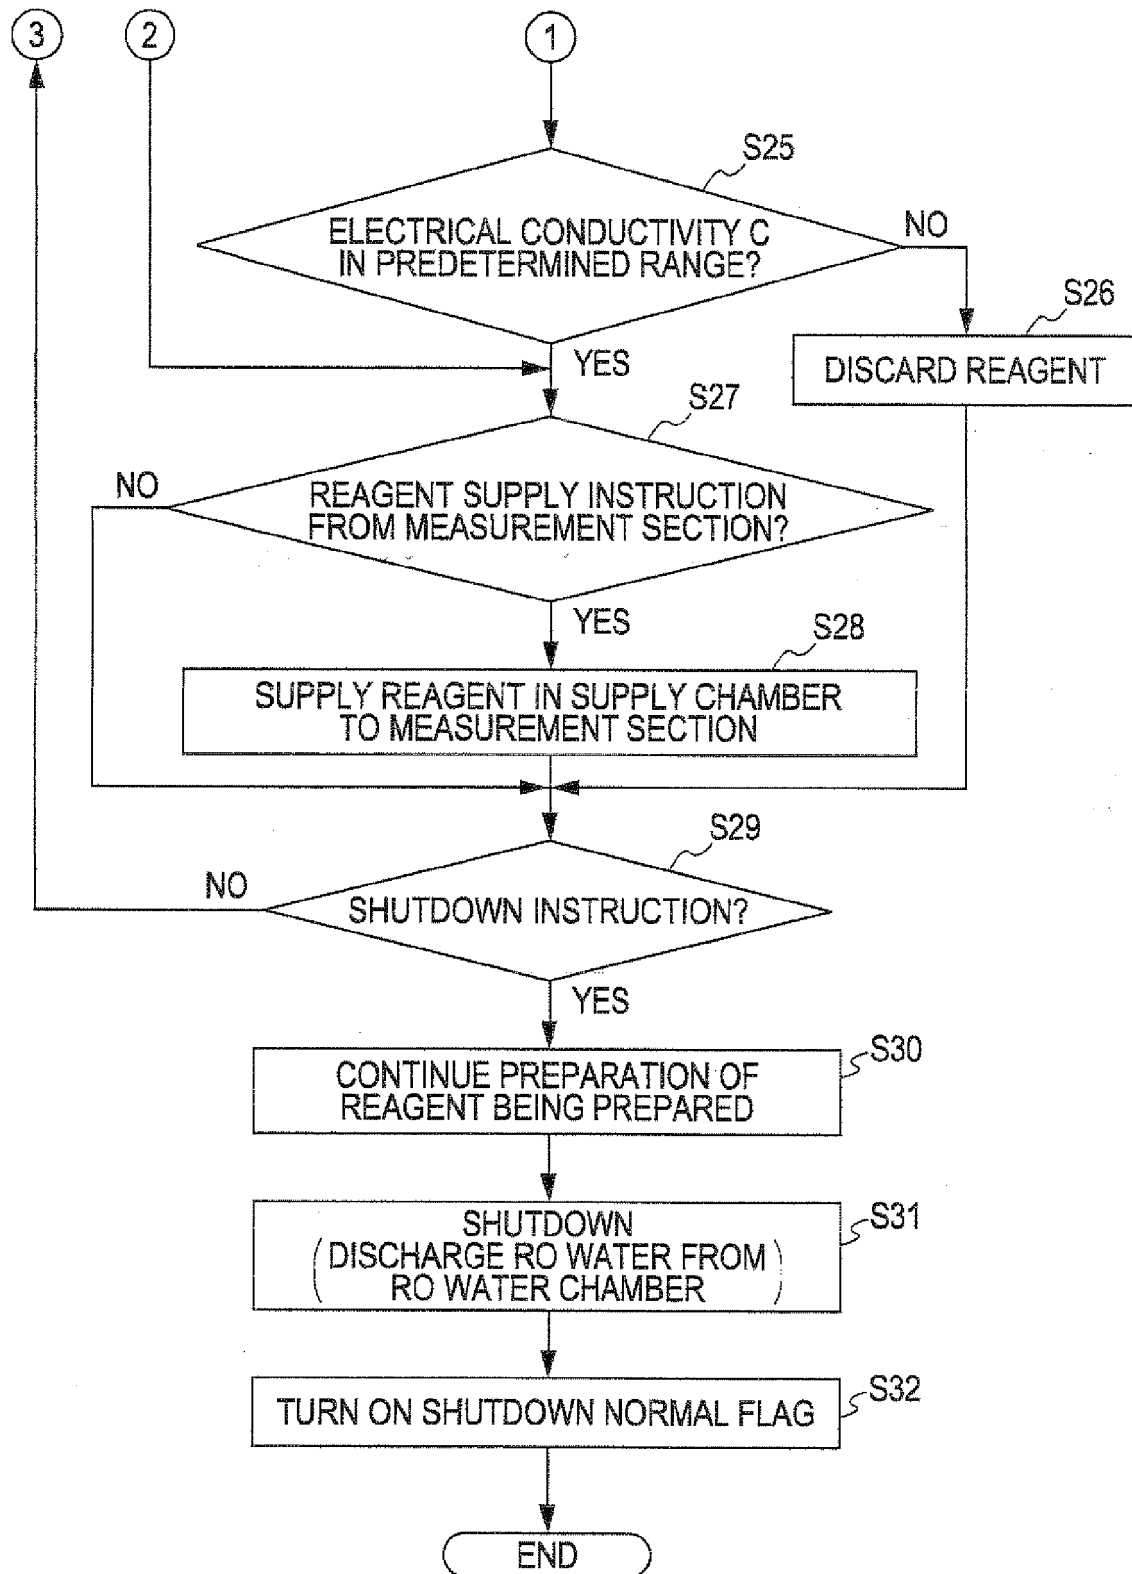 3
2
1
S25
ELECTRICAL CONDUCTIVITY C
IN PREDETERMINED RANGE?
NO
S26
DISCARD REAGENT
YES
S27
NO
REAGENT SUPPLY INSTRUCTION
FROM MEASUREMENT SECTION?
YES
S28
SUPPLY REAGENT IN SUPPLY CHAMBER
TO MEASUREMENT SECTION
S29
NO
SHUTDOWN INSTRUCTION?
YES
S30
CONTINUE PREPARATION OF
REAGENT BEING PREPARED
S31
SHUTDOWN
(DISCHARGE RO WATER FROM
RO WATER CHAMBER)
S32
TURN ON SHUTDOWN NORMAL FLAG
END